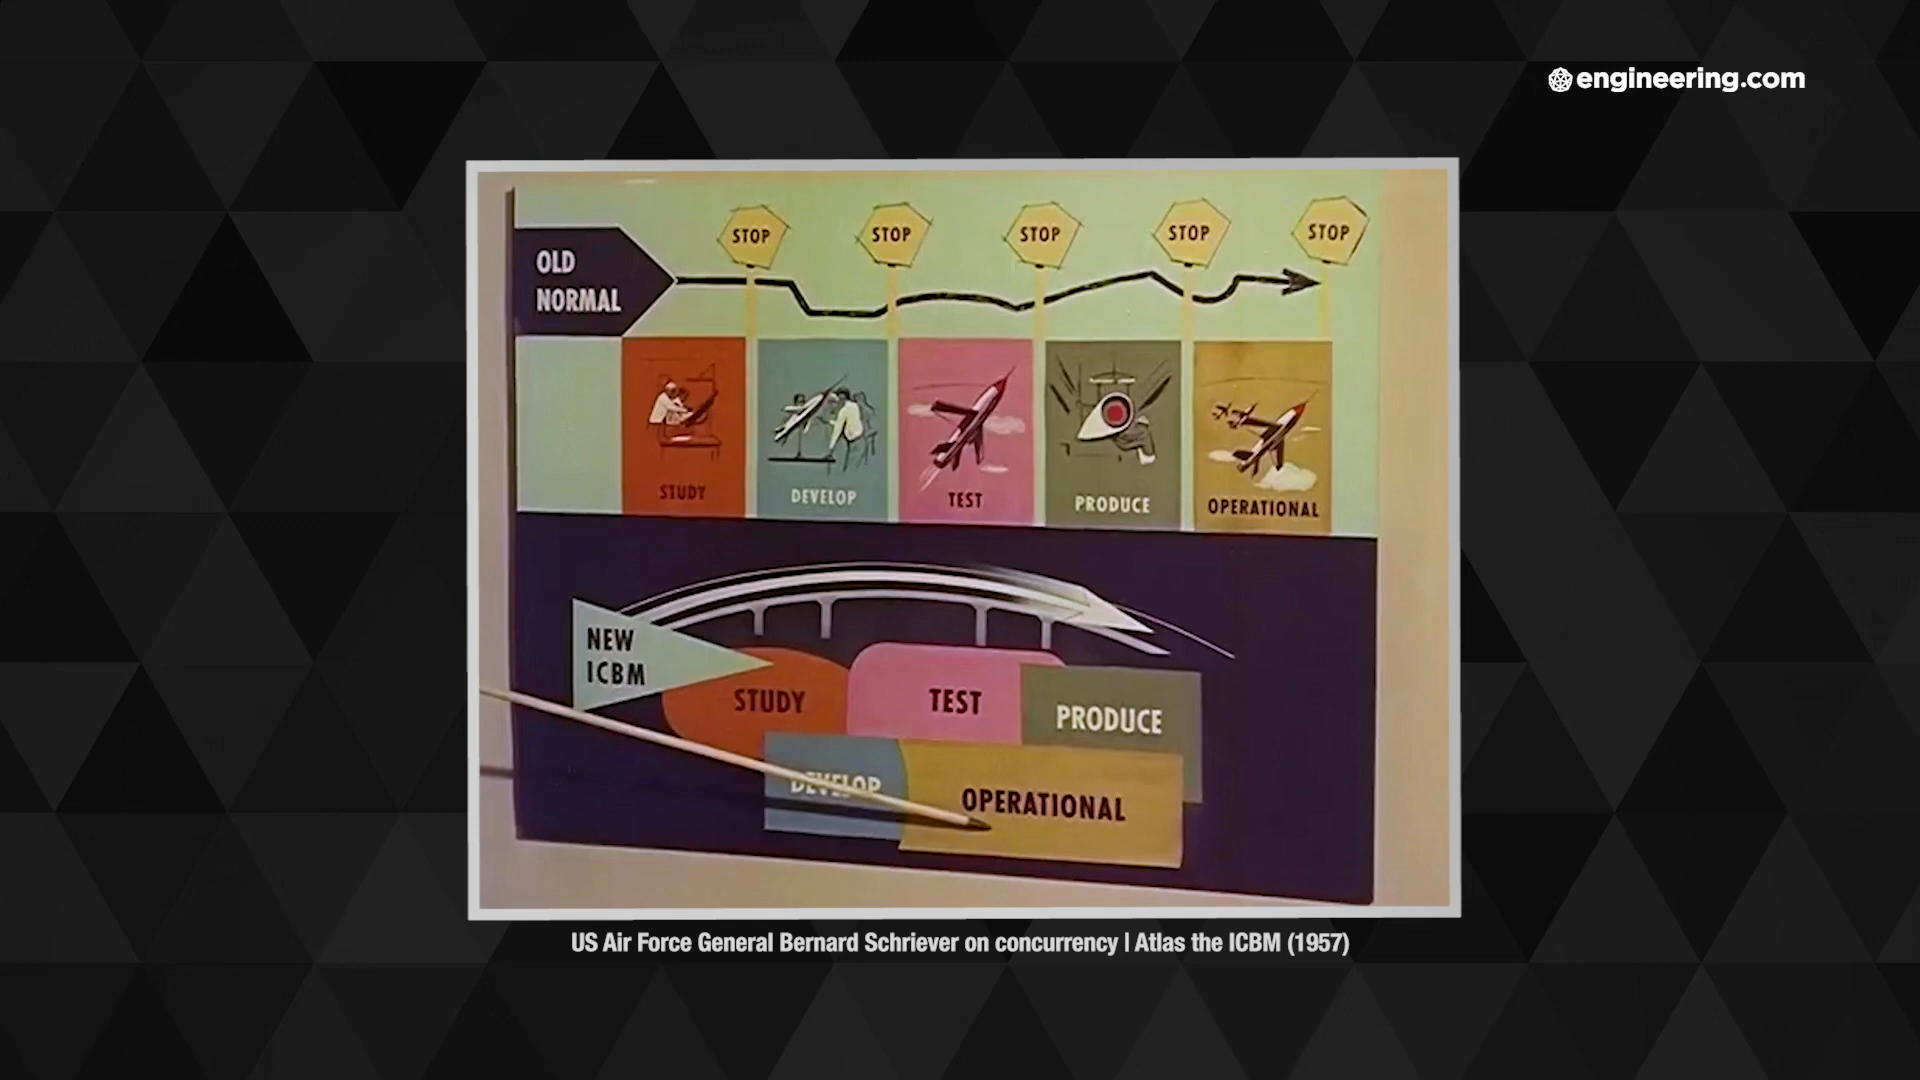 engineering.com
STOP
STOP
STOP
STOP
STOP
OLD
NORMAL
STUDY
DEVELOP
TEST
PRODUCE
OPERATIONAL
NEW
ICBM
STUDY
TEST
PRODUCE
DEVELOP
OPERATIONAL
US Air Force General Bernard Schriever on concurrency | Atlas the ICBM (1957)